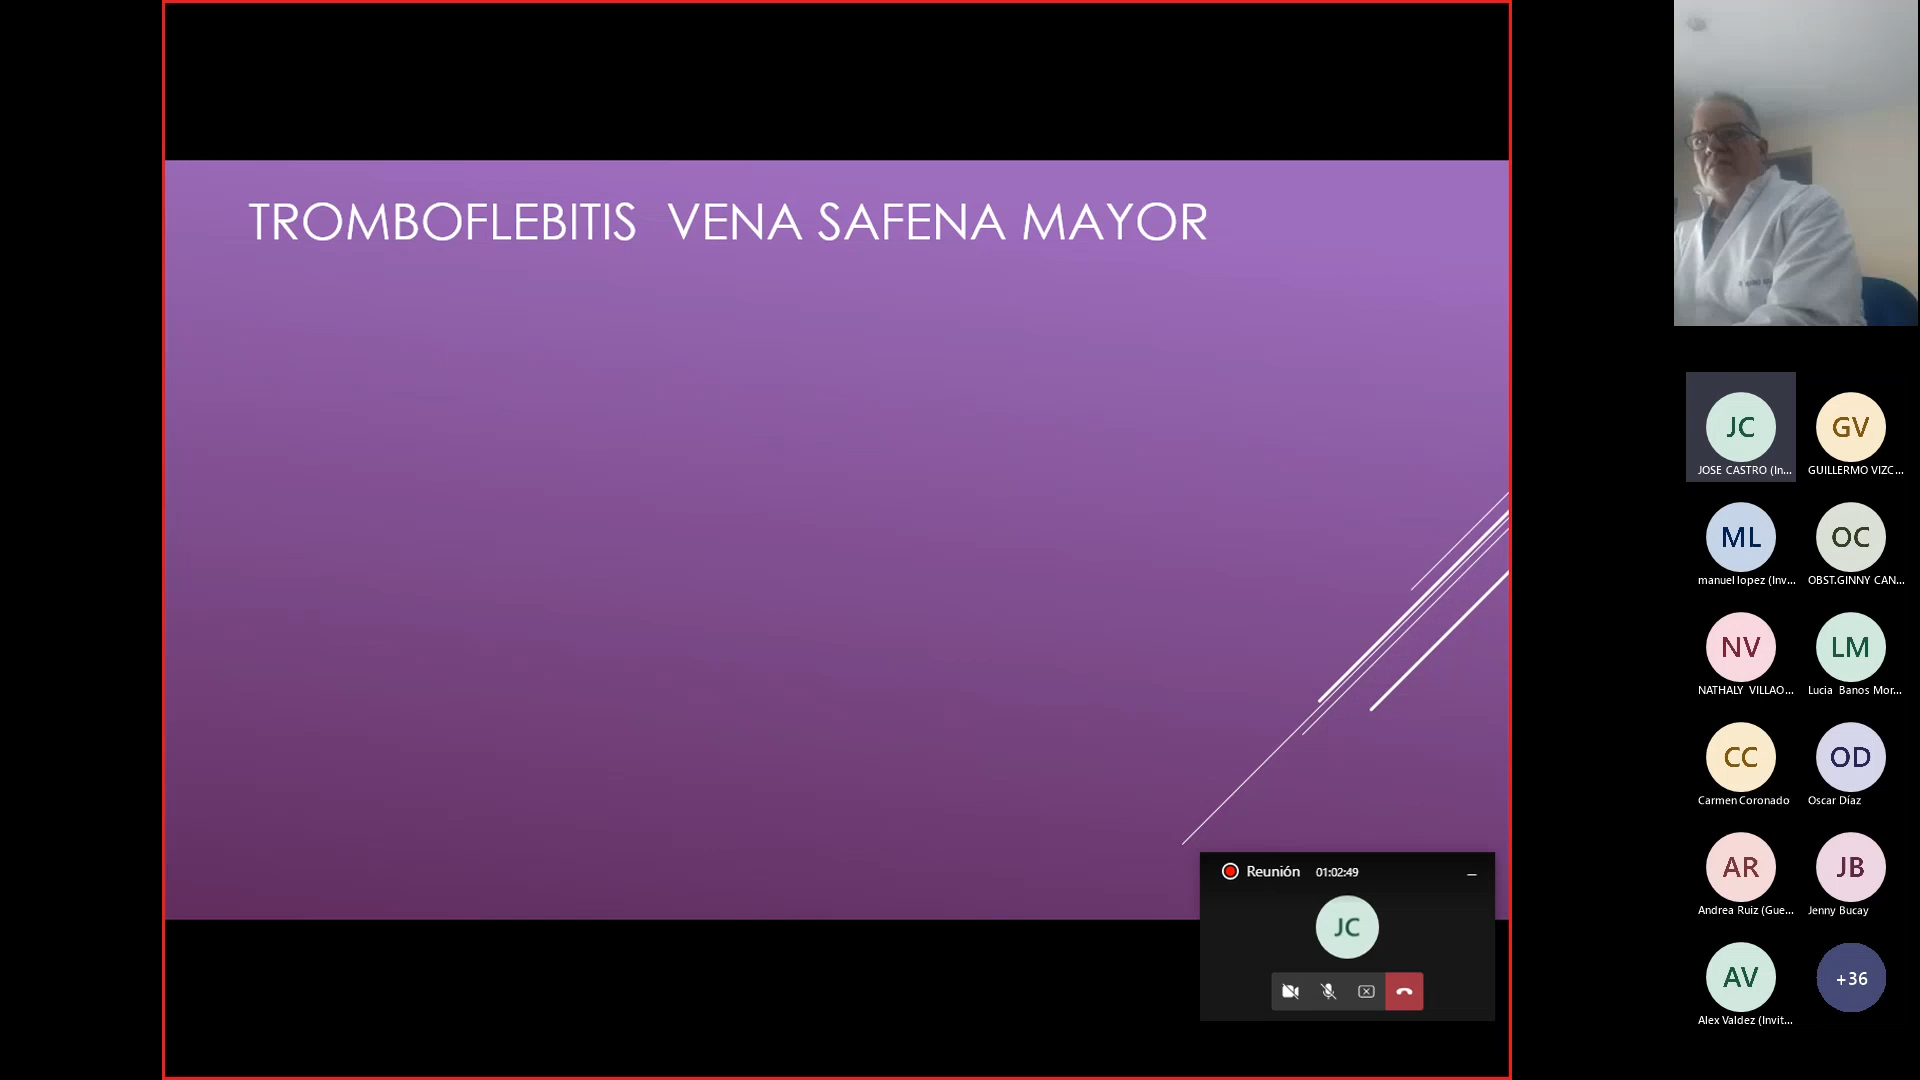 TROMBOFLEBITIS VENA SAFENA MAYOR
Reunión 01:02:49
JC
JC
JOSE CASTRO (In...
GV
GUILLERMO VIZC...
ML
manuel lopez (Inv...
OC
OBST.GINNY CAN...
NV
NATHALY VILLAO...
LM
Lucia Banos Mor...
CC
Carmen Coronado
OD
Oscar Díaz
AR
Andrea Ruiz (Gue...
JB
Jenny Bucay
AV
Alex Valdez (Invit...
+36